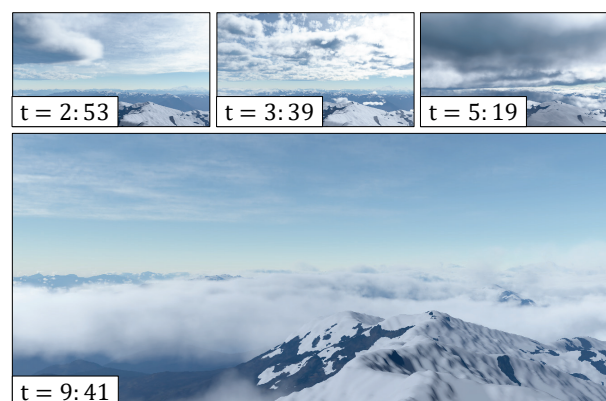 t = 2: 53
t = 3: 39
t = 5: 19
t = 9: 41